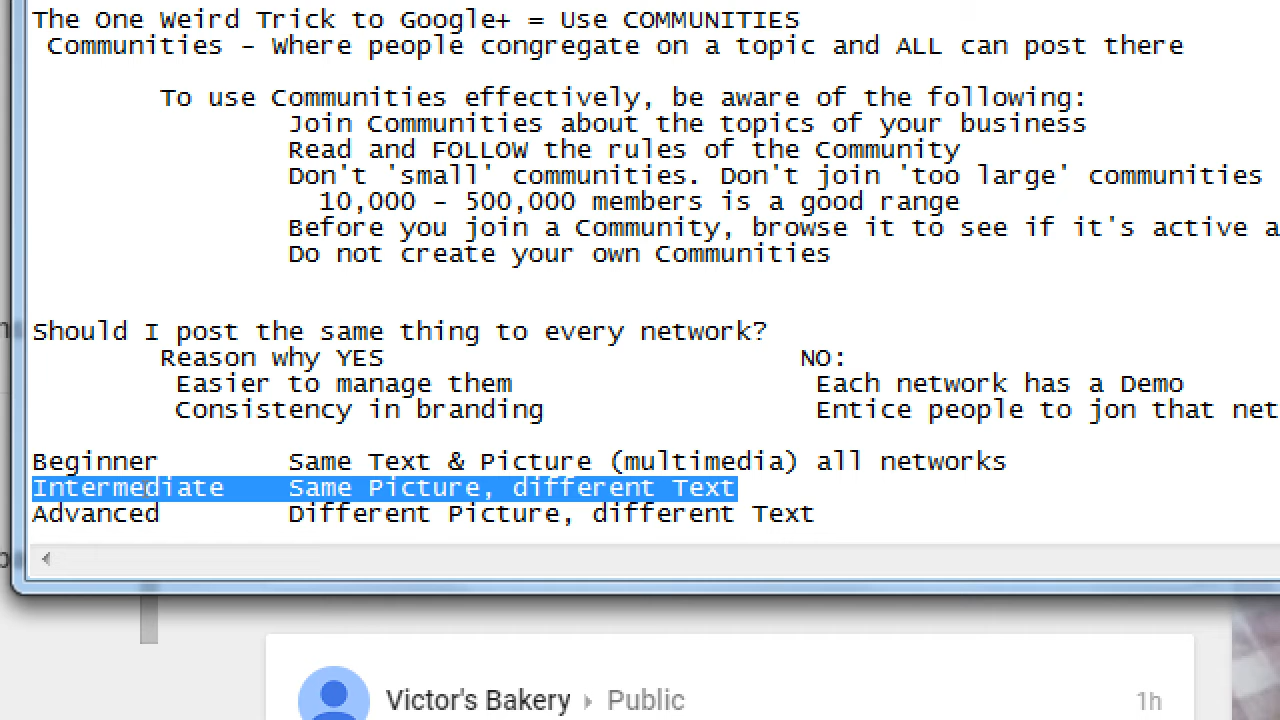 The One Weird Trick to Google+ = Use COMMUNITIES
Communities - Where people congregate on a topic and ALL can post there
To use Communities effectively, be aware of the following:
Join Communities about the topics of your business
Read and FOLLOW the rules of the Community
Don't 'small' communities. Don't join 'too large' communities
10,000 - 500,000 members is a good range
Before you join a Community, browse it to see if it's active
Do not create your own Communities
Should I post the same thing to every network?
Reason why YES NO:
Easier to manage them Each network has a Demo
Consistency in branding Entice people to jon that
Beginner Same Text & Picture (multimedia) all networks
Intermediate Same Picture, different Text
Advanced Different Picture, different Text
Victor's Bakery Public 1h